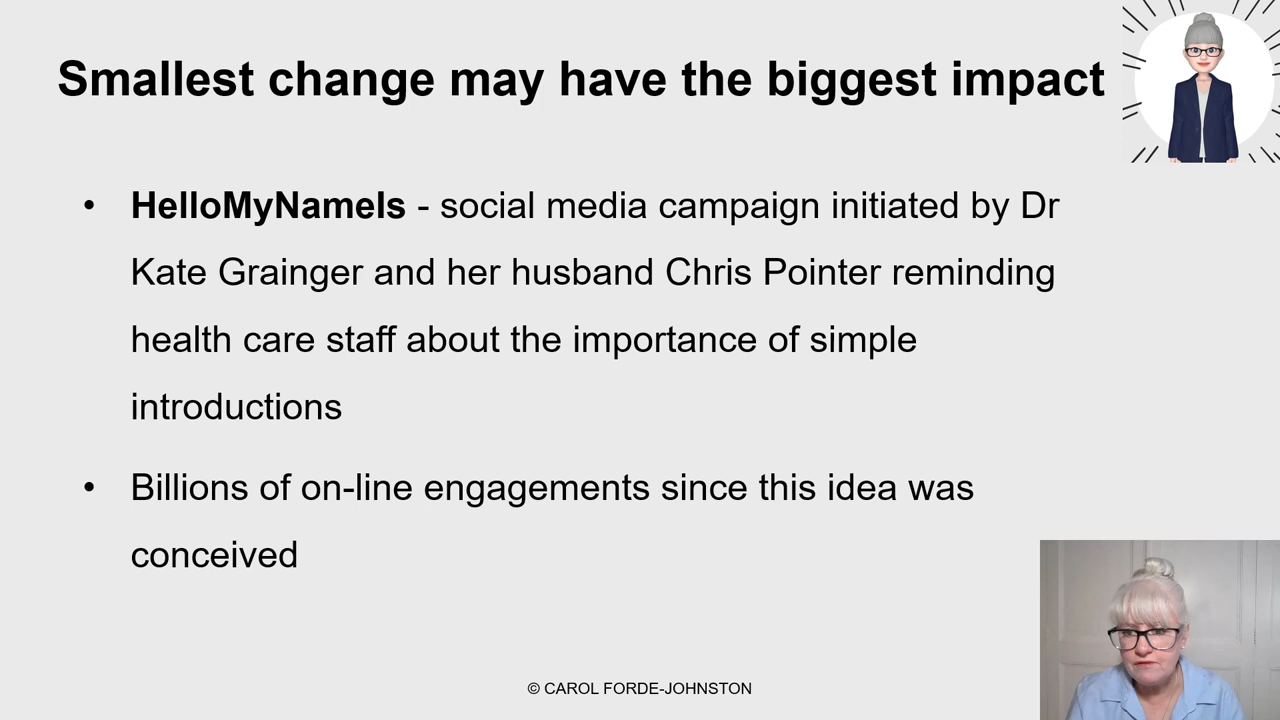 Smallest change may have the biggest impact
• HelloMyNameIs - social media campaign initiated by Dr
Kate Grainger and her husband Chris Pointer reminding
health care staff about the importance of simple
introductions
• Billions of on-line engagements since this idea was
conceived
© CAROL FORDE-JOHNSTON